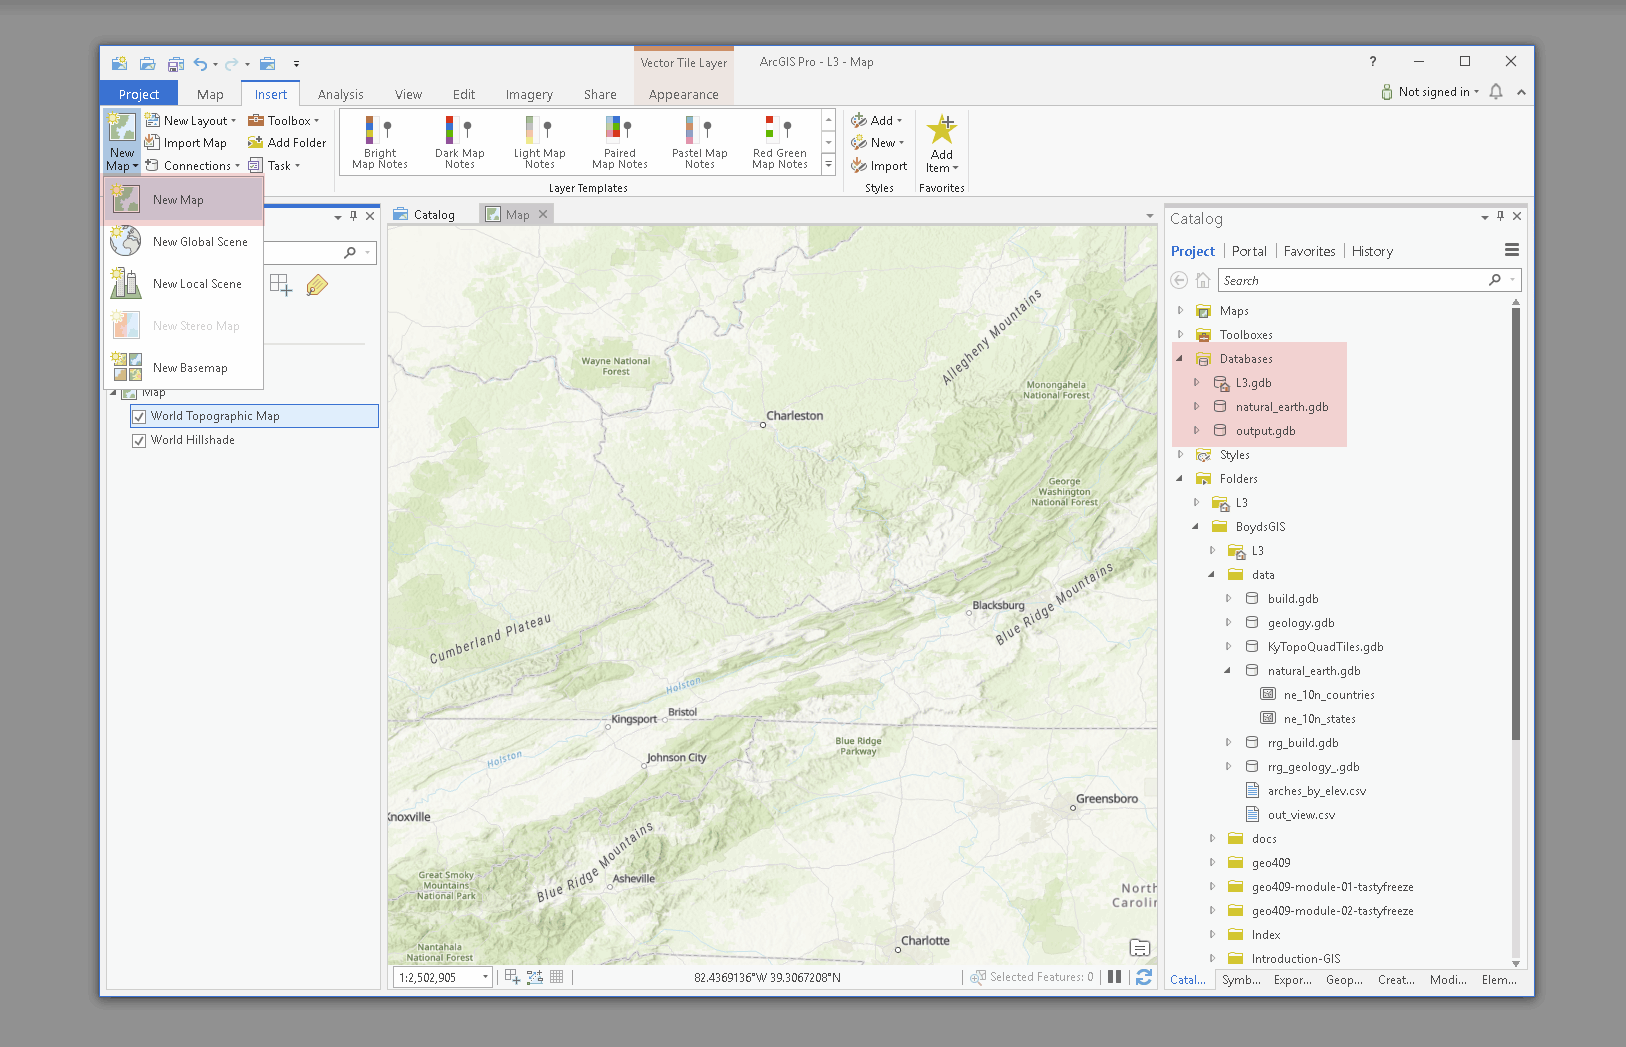 Vector Tile Layer
ArcGIS Pro - L3 - Map
?
Project
Map
Insert
Analysis
View
Edit
Imagery
Share
Appearance
Not signed in
New Map
New Layout
Import Map
Connections
Toolbox
Add Folder
Task
Bright
Map Notes
Dark Map
Notes
Light Map
Notes
Paired
Map Notes
Pastel Map
Notes
Red Green
Map Notes
Layer Templates
Add
New
Import
Styles
Add
Item
Favorites
New Map
New Global Scene
New Local Scene
New Stereo Map
New Basemap
Map
World Topographic Map
World Hillshade
Catalog
Map
Allegheny Mountains
Wayne National
Forest
Monongahela
National Forest
Charleston
George
Washington
National Forest
Blacksburg
Blue Ridge Mountains
Cumberland Plateau
Holston
Bristol
Kingsport
Blue Ridge
Parkway
Holston
Johnson City
Greensboro
Knoxville
Blue Ridge Mountains
Great Smoky
Mountains
National Park
Asheville
North
Carolin
Charlotte
Nantahala
National Forest
1:2,502,905
82.4369136°W 39.3067208°N
Selected Features: 0
Catalog
Project
Portal
Favorites
History
Search
Maps
Toolboxes
Databases
L3.gdb
natural_earth.gdb
output.gdb
Styles
Folders
L3
BoydsGIS
L3
data
build.gdb
geology.gdb
KyTopoQuadTiles.gdb
natural_earth.gdb
ne_10n_countries
ne_10n_states
rrg_build.gdb
rrg_geology_.gdb
arches_by_elev.csv
out_view.csv
docs
geo409
geo409-module-01-tastyfreeze
geo409-module-02-tastyfreeze
Index
Introduction-GIS
Catal...
Symb...
Expor...
Geop...
Creat...
Modi...
Elem...